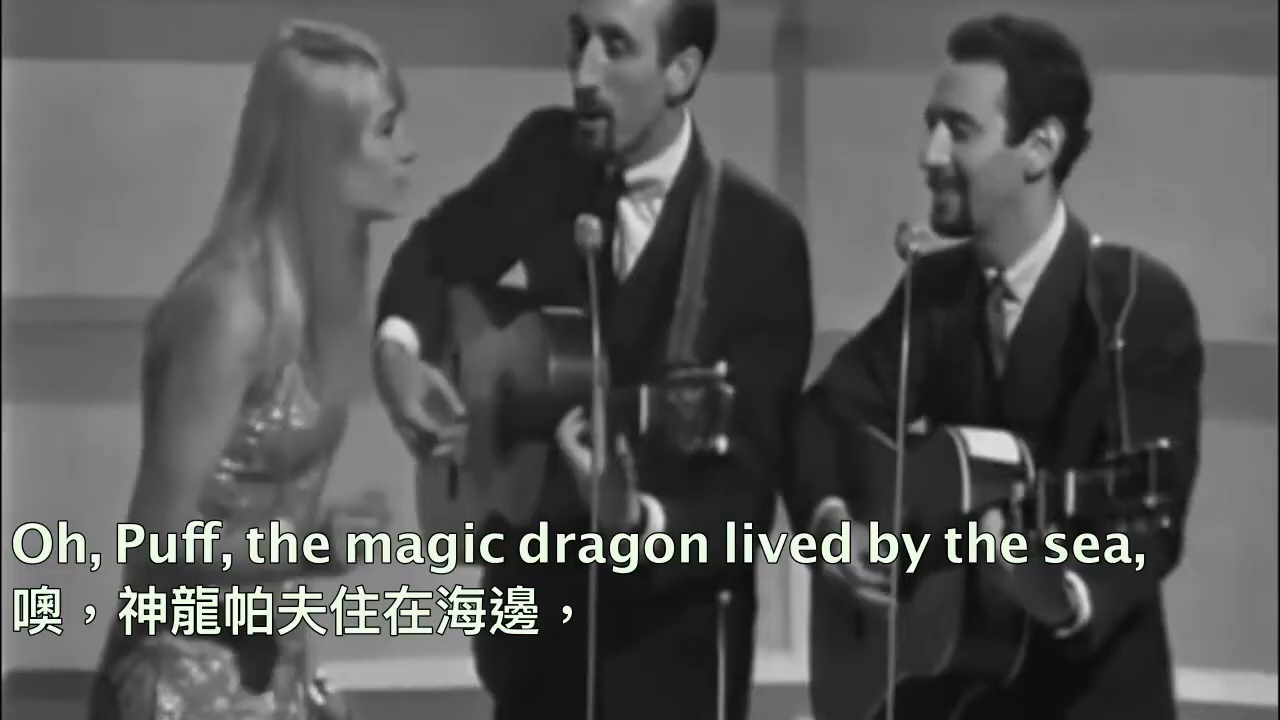 Oh, Puff, the magic dragon lived by the sea,
噢，神龍帕夫住在海邊，